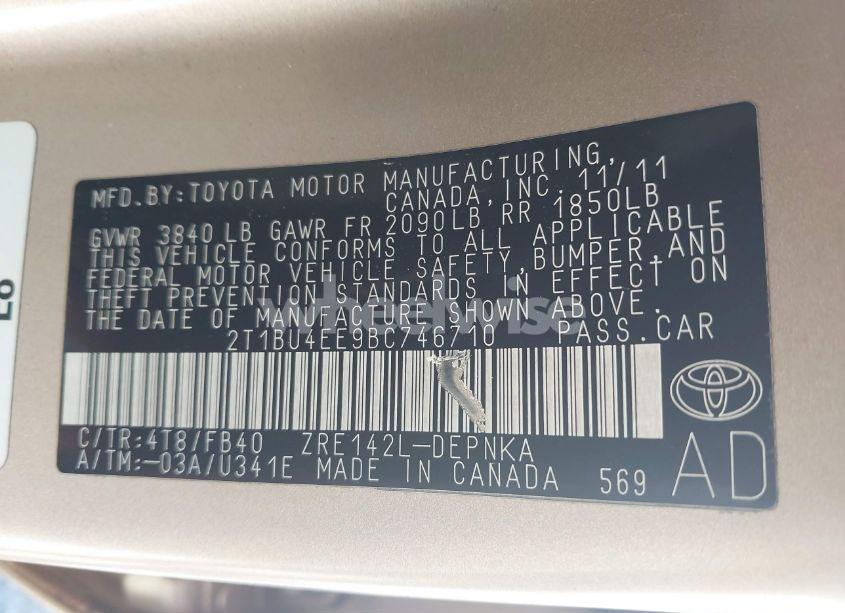 MFD.BY:TOYOTA MOTOR MANUFACTURING,
CANADA,INC. 11/11
GVWR 3840 LB GAWR FR 2090LB RR 1850LB
THIS VEHICLE CONFORMS TO ALL APPLICABLE
FEDERAL MOTOR VEHICLE SAFETY,BUMPER,AND
THEFT PREVENTION STANDARDS IN EFFECT ON
THE DATE OF MANUFACTURE SHOWN ABOVE.
2T1BU4EE9BC746710 PASS.CAR
C/TR:4T8/FB40 ZRE142L-DEPNKA
A/TM:-03A/U341E MADE IN CANADA 569
AD
wheelwise